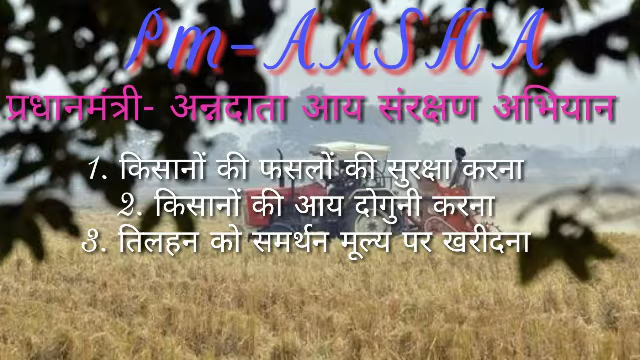 Pm-AASHA
प्रधानमंत्री- अन्नदाता आय संरक्षण अभियान
1. किसानों की फसलों की सुरक्षा करना
2. किसानों की आय दोगुनी करना
3. तिलहन को समर्थन मूल्य पर खरीदना